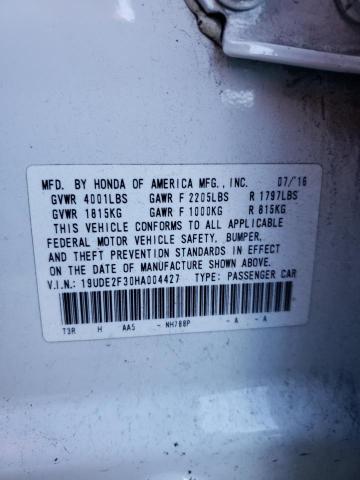 MFD. BY HONDA OF AMERICA MFG., INC. 07/16
GVWR 4001LBS GAWR F 2205LBS R 1797LBS
GVWR 1815KG GAWR F 1000KG R 815KG
THIS VEHICLE CONFORMS TO ALL APPLICABLE
FEDERAL MOTOR VEHICLE SAFETY, BUMPER,
AND THEFT PREVENTION STANDARDS IN EFFECT
ON THE DATE OF MANUFACTURE SHOWN ABOVE.
V.I.N.: 19UDE2F30HA004427 TYPE: PASSENGER CAR
T3R H AA5 - NH788P - A - A